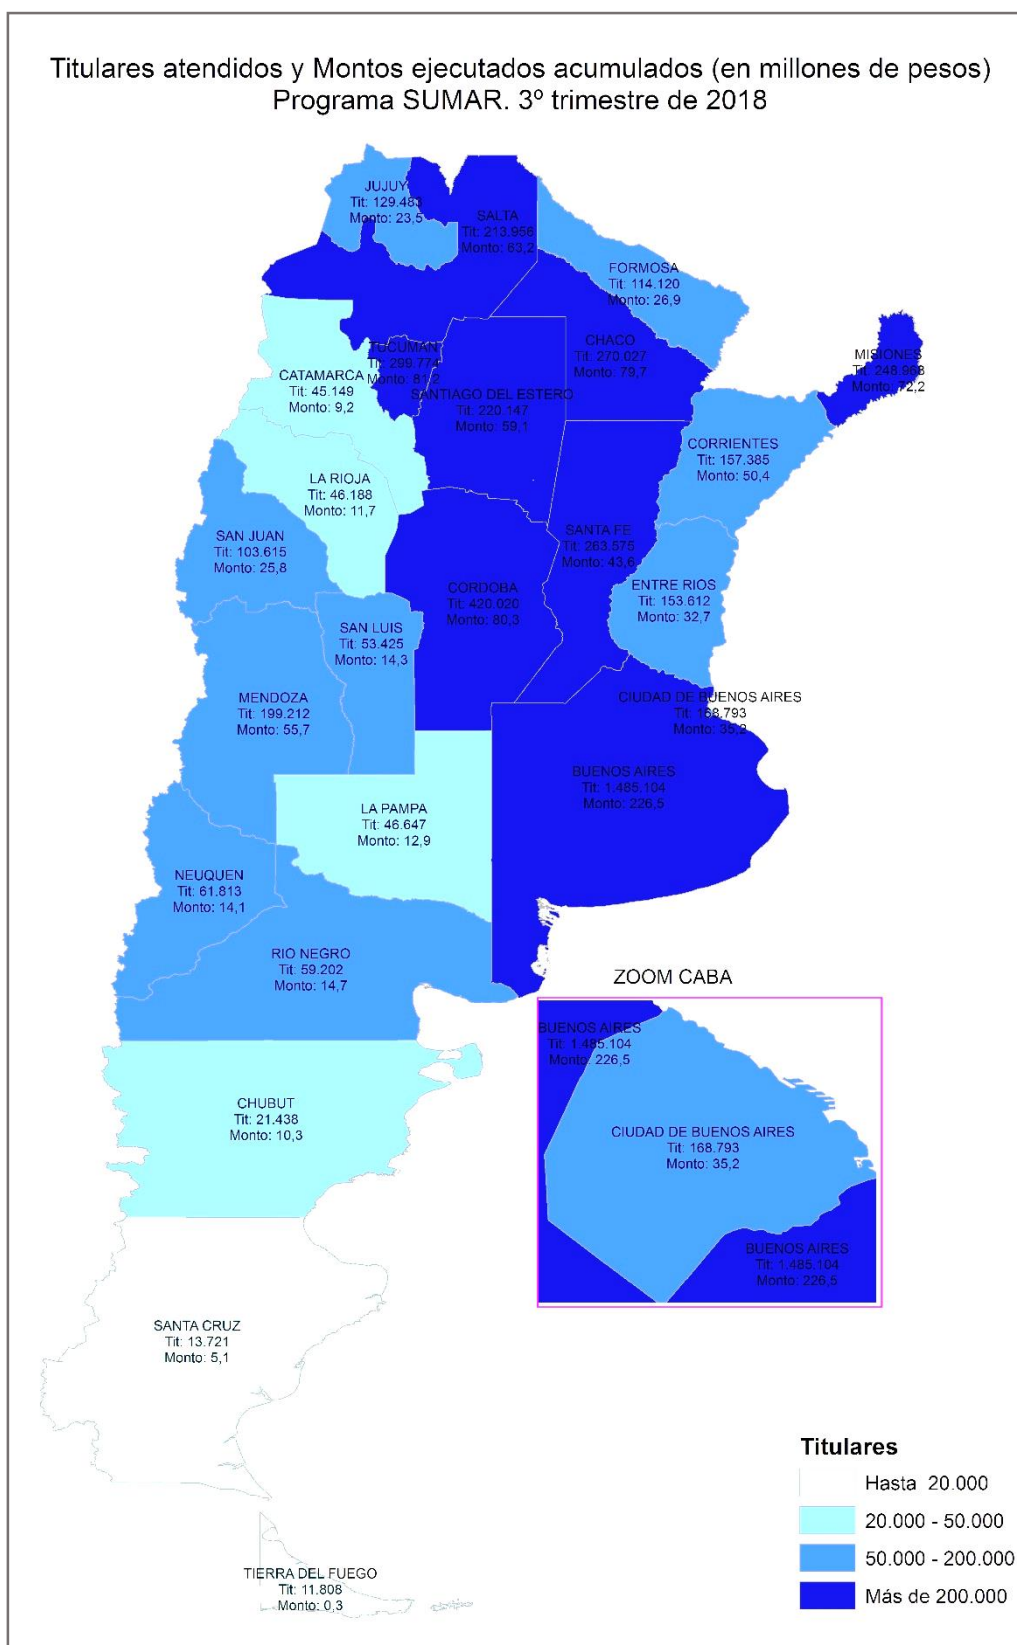 Titulares atendidos y Montos ejecutados acumulados (en millones de pesos)
Programa SUMAR. 3º trimestre de 2018
JUJUY
Tit: 129.483
Monto: 23,5
SALTA
Tit: 213.956
Monto: 63,2
FORMOSA
Tit: 114.120
Monto: 26,9
CHACO
Tit: 270.027
Monto: 79,7
MISIONES
Tit: 248.968
Monto: 72,2
TUCUMAN
Tit: 299.774
Monto: 81,2
CATAMARCA
Tit: 45.149
Monto: 9,2
SANTIAGO DEL ESTERO
Tit: 220.147
Monto: 59,1
CORRIENTES
Tit: 157.385
Monto: 50,4
LA RIOJA
Tit: 46.188
Monto: 11,7
SAN JUAN
Tit: 103.615
Monto: 25,8
SANTA FE
Tit: 263.575
Monto: 43,6
CORDOBA
Tit: 420.020
Monto: 80,3
ENTRE RIOS
Tit: 153.612
Monto: 32,7
SAN LUIS
Tit: 53.425
Monto: 14,3
MENDOZA
Tit: 199.212
Monto: 55,7
CIUDAD DE BUENOS AIRES
Tit: 168.793
Monto: 35,2
BUENOS AIRES
Tit: 1.485.104
Monto: 226,5
LA PAMPA
Tit: 46.647
Monto: 12,9
NEUQUEN
Tit: 61.813
Monto: 14,1
RIO NEGRO
Tit: 59.202
Monto: 14,7
ZOOM CABA
BUENOS AIRES
Tit: 1.485.104
Monto: 226,5
CIUDAD DE BUENOS AIRES
Tit: 168.793
Monto: 35,2
BUENOS AIRES
Tit: 1.485.104
Monto: 226,5
CHUBUT
Tit: 21.438
Monto: 10,3
SANTA CRUZ
Tit: 13.721
Monto: 5,1
TIERRA DEL FUEGO
Tit: 11.808
Monto: 0,3
Titulares
Hasta 20.000
20.000 - 50.000
50.000 - 200.000
Más de 200.000